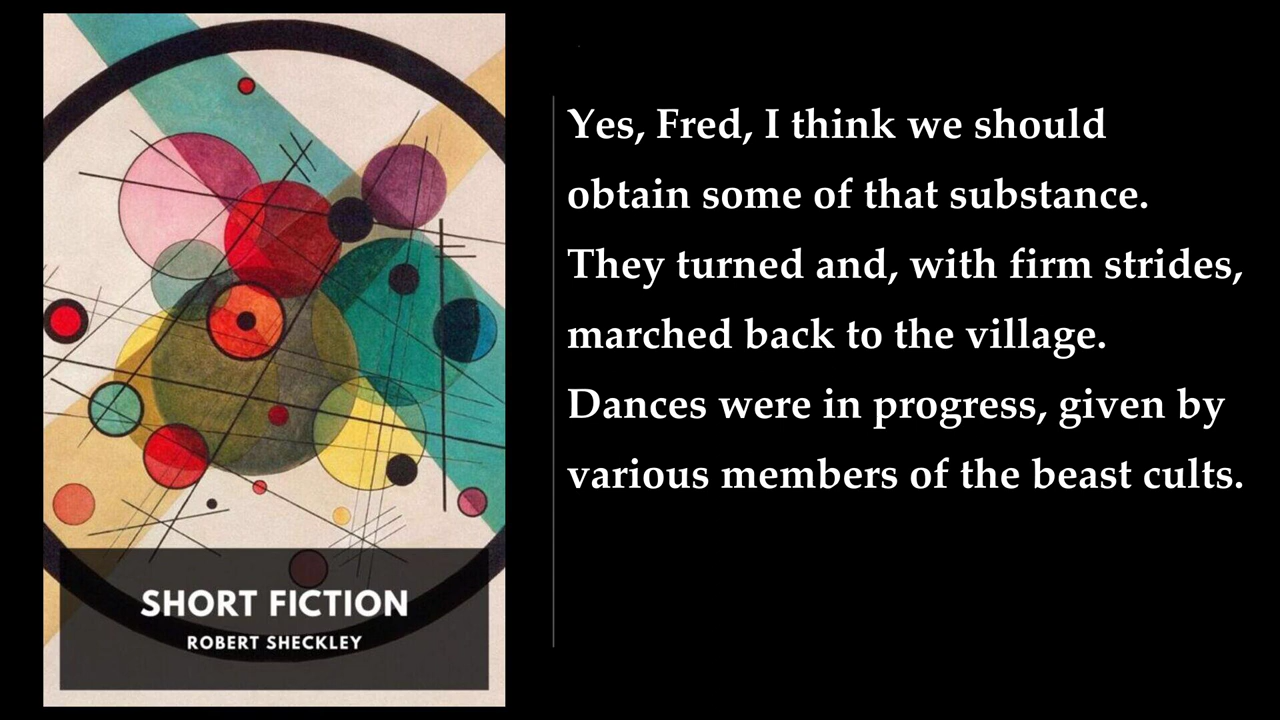 SHORT FICTION
ROBERT SHECKLEY
Yes, Fred, I think we should
obtain some of that substance.
They turned and, with firm strides,
marched back to the village.
Dances were in progress, given by
various members of the beast cults.